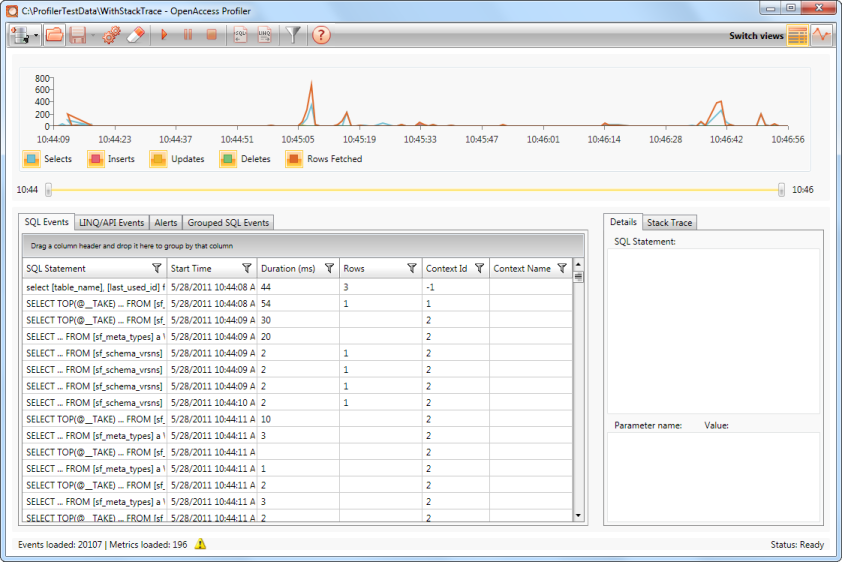 C:\ProfilerTestData\WithStackTrace - OpenAccess Profiler
SQL LINQ ? Switch views
800
600
400
200
0
10:44:09 10:44:23 10:44:37 10:44:51 10:45:05 10:45:19 10:45:33 10:45:47 10:46:01 10:46:14 10:46:28 10:46:42 10:46:56
Selects Inserts Updates Deletes Rows Fetched
10:44 10:46
SQL Events LINQ/API Events Alerts Grouped SQL Events
Drag a column header and drop it here to group by that column
SQL Statement Start Time Duration (ms) Rows Context Id Context Name
select [table_name], [last_used_id] f 5/28/2011 10:44:08 A 44 3 -1
SELECT TOP(@__TAKE) ... FROM [sf_ 5/28/2011 10:44:08 A 54 1 1
SELECT TOP(@__TAKE) ... FROM [sf_ 5/28/2011 10:44:09 A 30 2
SELECT ... FROM [sf_meta_types] a W 5/28/2011 10:44:09 A 20 2
SELECT ... FROM [sf_schema_vrsns] 5/28/2011 10:44:09 A 2 1 2
SELECT ... FROM [sf_schema_vrsns] 5/28/2011 10:44:09 A 2 1 2
SELECT ... FROM [sf_schema_vrsns] 5/28/2011 10:44:09 A 2 1 2
SELECT ... FROM [sf_schema_vrsns] 5/28/2011 10:44:10 A 2 1 2
SELECT TOP(@__TAKE) ... FROM [sf_ 5/28/2011 10:44:11 A 10 2
SELECT ... FROM [sf_meta_types] a W 5/28/2011 10:44:11 A 3 2
SELECT TOP(@__TAKE) ... FROM [sf_ 5/28/2011 10:44:11 A 2
SELECT ... FROM [sf_meta_types] a W 5/28/2011 10:44:11 A 1 2
SELECT TOP(@__TAKE) ... FROM [sf_ 5/28/2011 10:44:11 A 2 2
SELECT ... FROM [sf_meta_types] a W 5/28/2011 10:44:11 A 3 2
SELECT TOP(@__TAKE) ... FROM [sf_ 5/28/2011 10:44:11 A 2 2
Details Stack Trace
SQL Statement:
Parameter name: Value:
Events loaded: 20107 | Metrics loaded: 196 Status: Ready